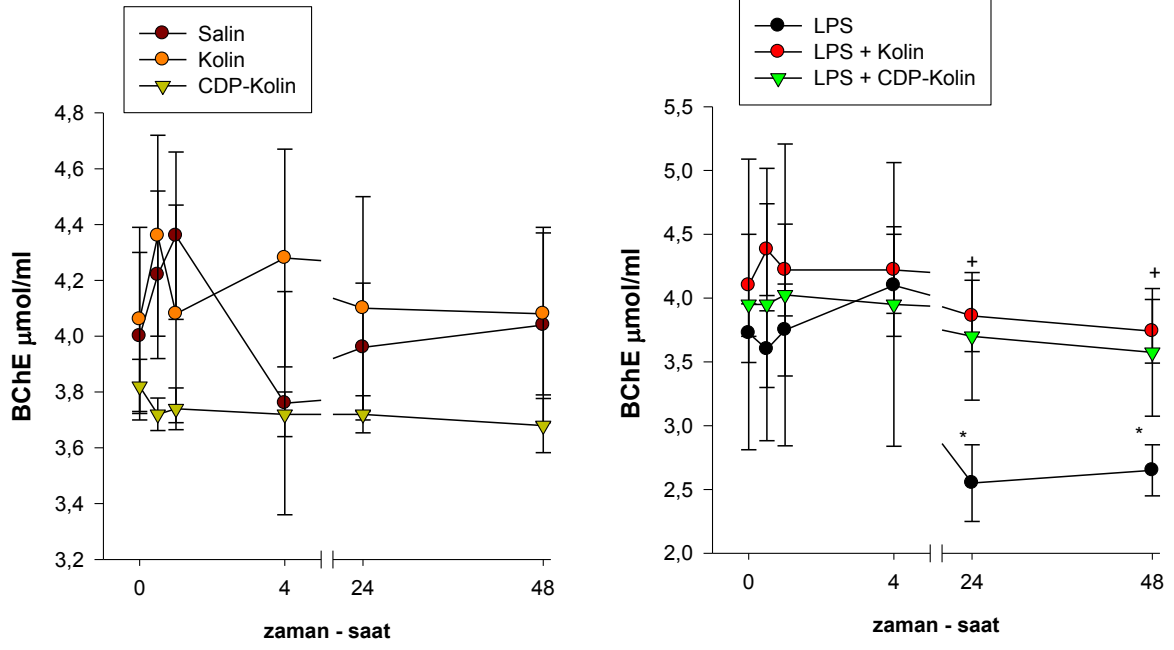 Salin
Kolin
CDP-Kolin
4,8
4,6
4,4
4,2
4,0
3,8
3,6
3,4
3,2
BChE μmol/ml
0
4
24
48
zaman - saat
LPS
LPS + Kolin
LPS + CDP-Kolin
5,5
5,0
4,5
4,0
3,5
3,0
2,5
2,0
BChE μmol/ml
+
+
*
*
0
4
24
48
zaman - saat